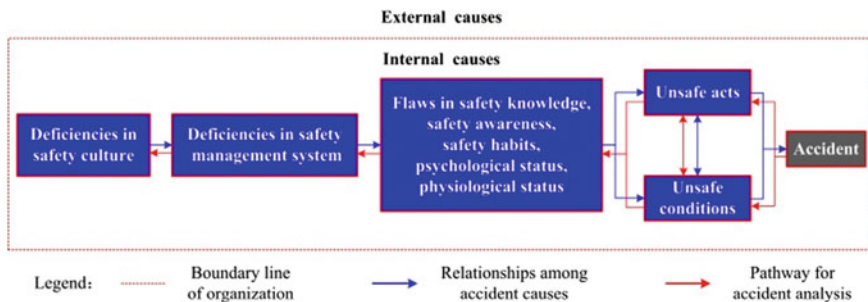 External causes
Internal causes
Deficiencies in
safety culture
Deficiencies in safety
management system
Flaws in safety knowledge,
safety awareness,
safety habits,
psychological status,
physiological status
Unsafe acts
Unsafe
conditions
Accident
Legend:
Boundary line
of organization
Relationships among
accident causes
Pathway for
accident analysis